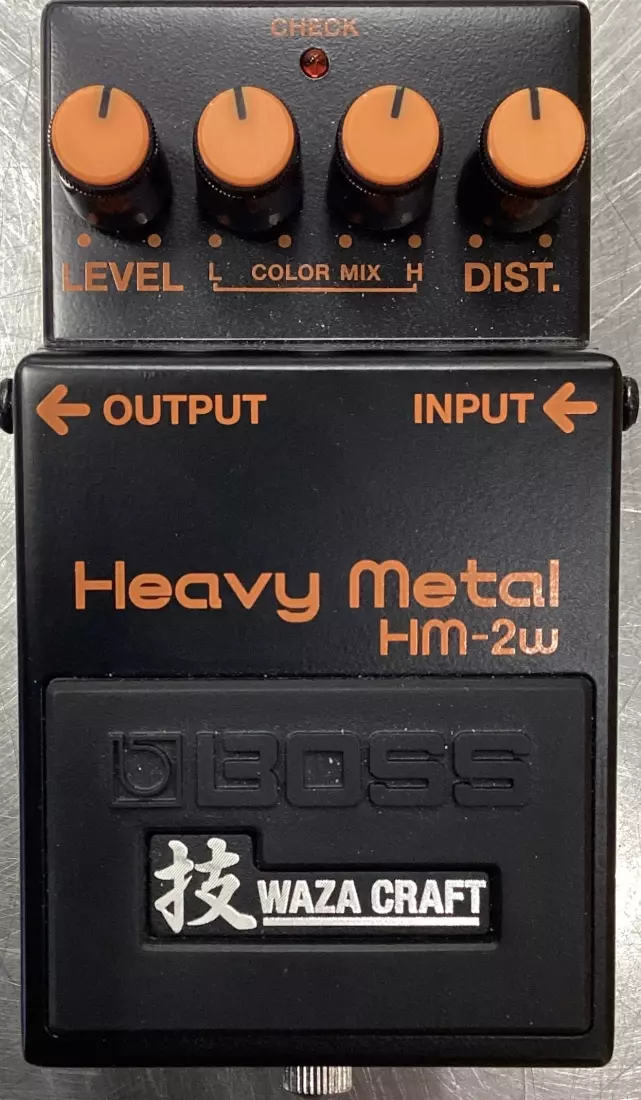 CHECK
LEVEL L COLOR MIX H DIST.
OUTPUT INPUT
Heavy Metal
HM-2w
BOSS
技 WAZA CRAFT